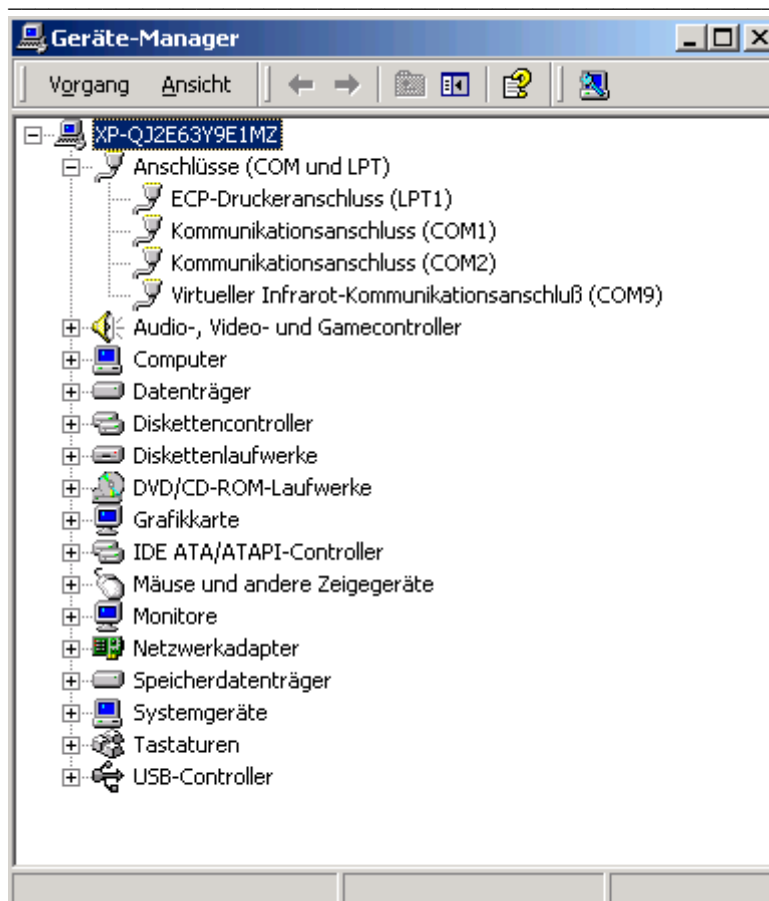 Geräte-Manager
Vorgang Ansicht
XP-QJ2E63Y9E1MZ
Anschlüsse (COM und LPT)
ECP-Druckeranschluss (LPT1)
Kommunikationsanschluss (COM1)
Kommunikationsanschluss (COM2)
Virtueller Infrarot-Kommunikationsanschluß (COM9)
Audio-, Video- und Gamecontroller
Computer
Datenträger
Diskettencontroller
Diskettenlaufwerke
DVD/CD-ROM-Laufwerke
Grafikkarte
IDE ATA/ATAPI-Controller
Mäuse und andere Zeigegeräte
Monitore
Netzwerkadapter
Speicherdatenträger
Systemgeräte
Tastaturen
USB-Controller